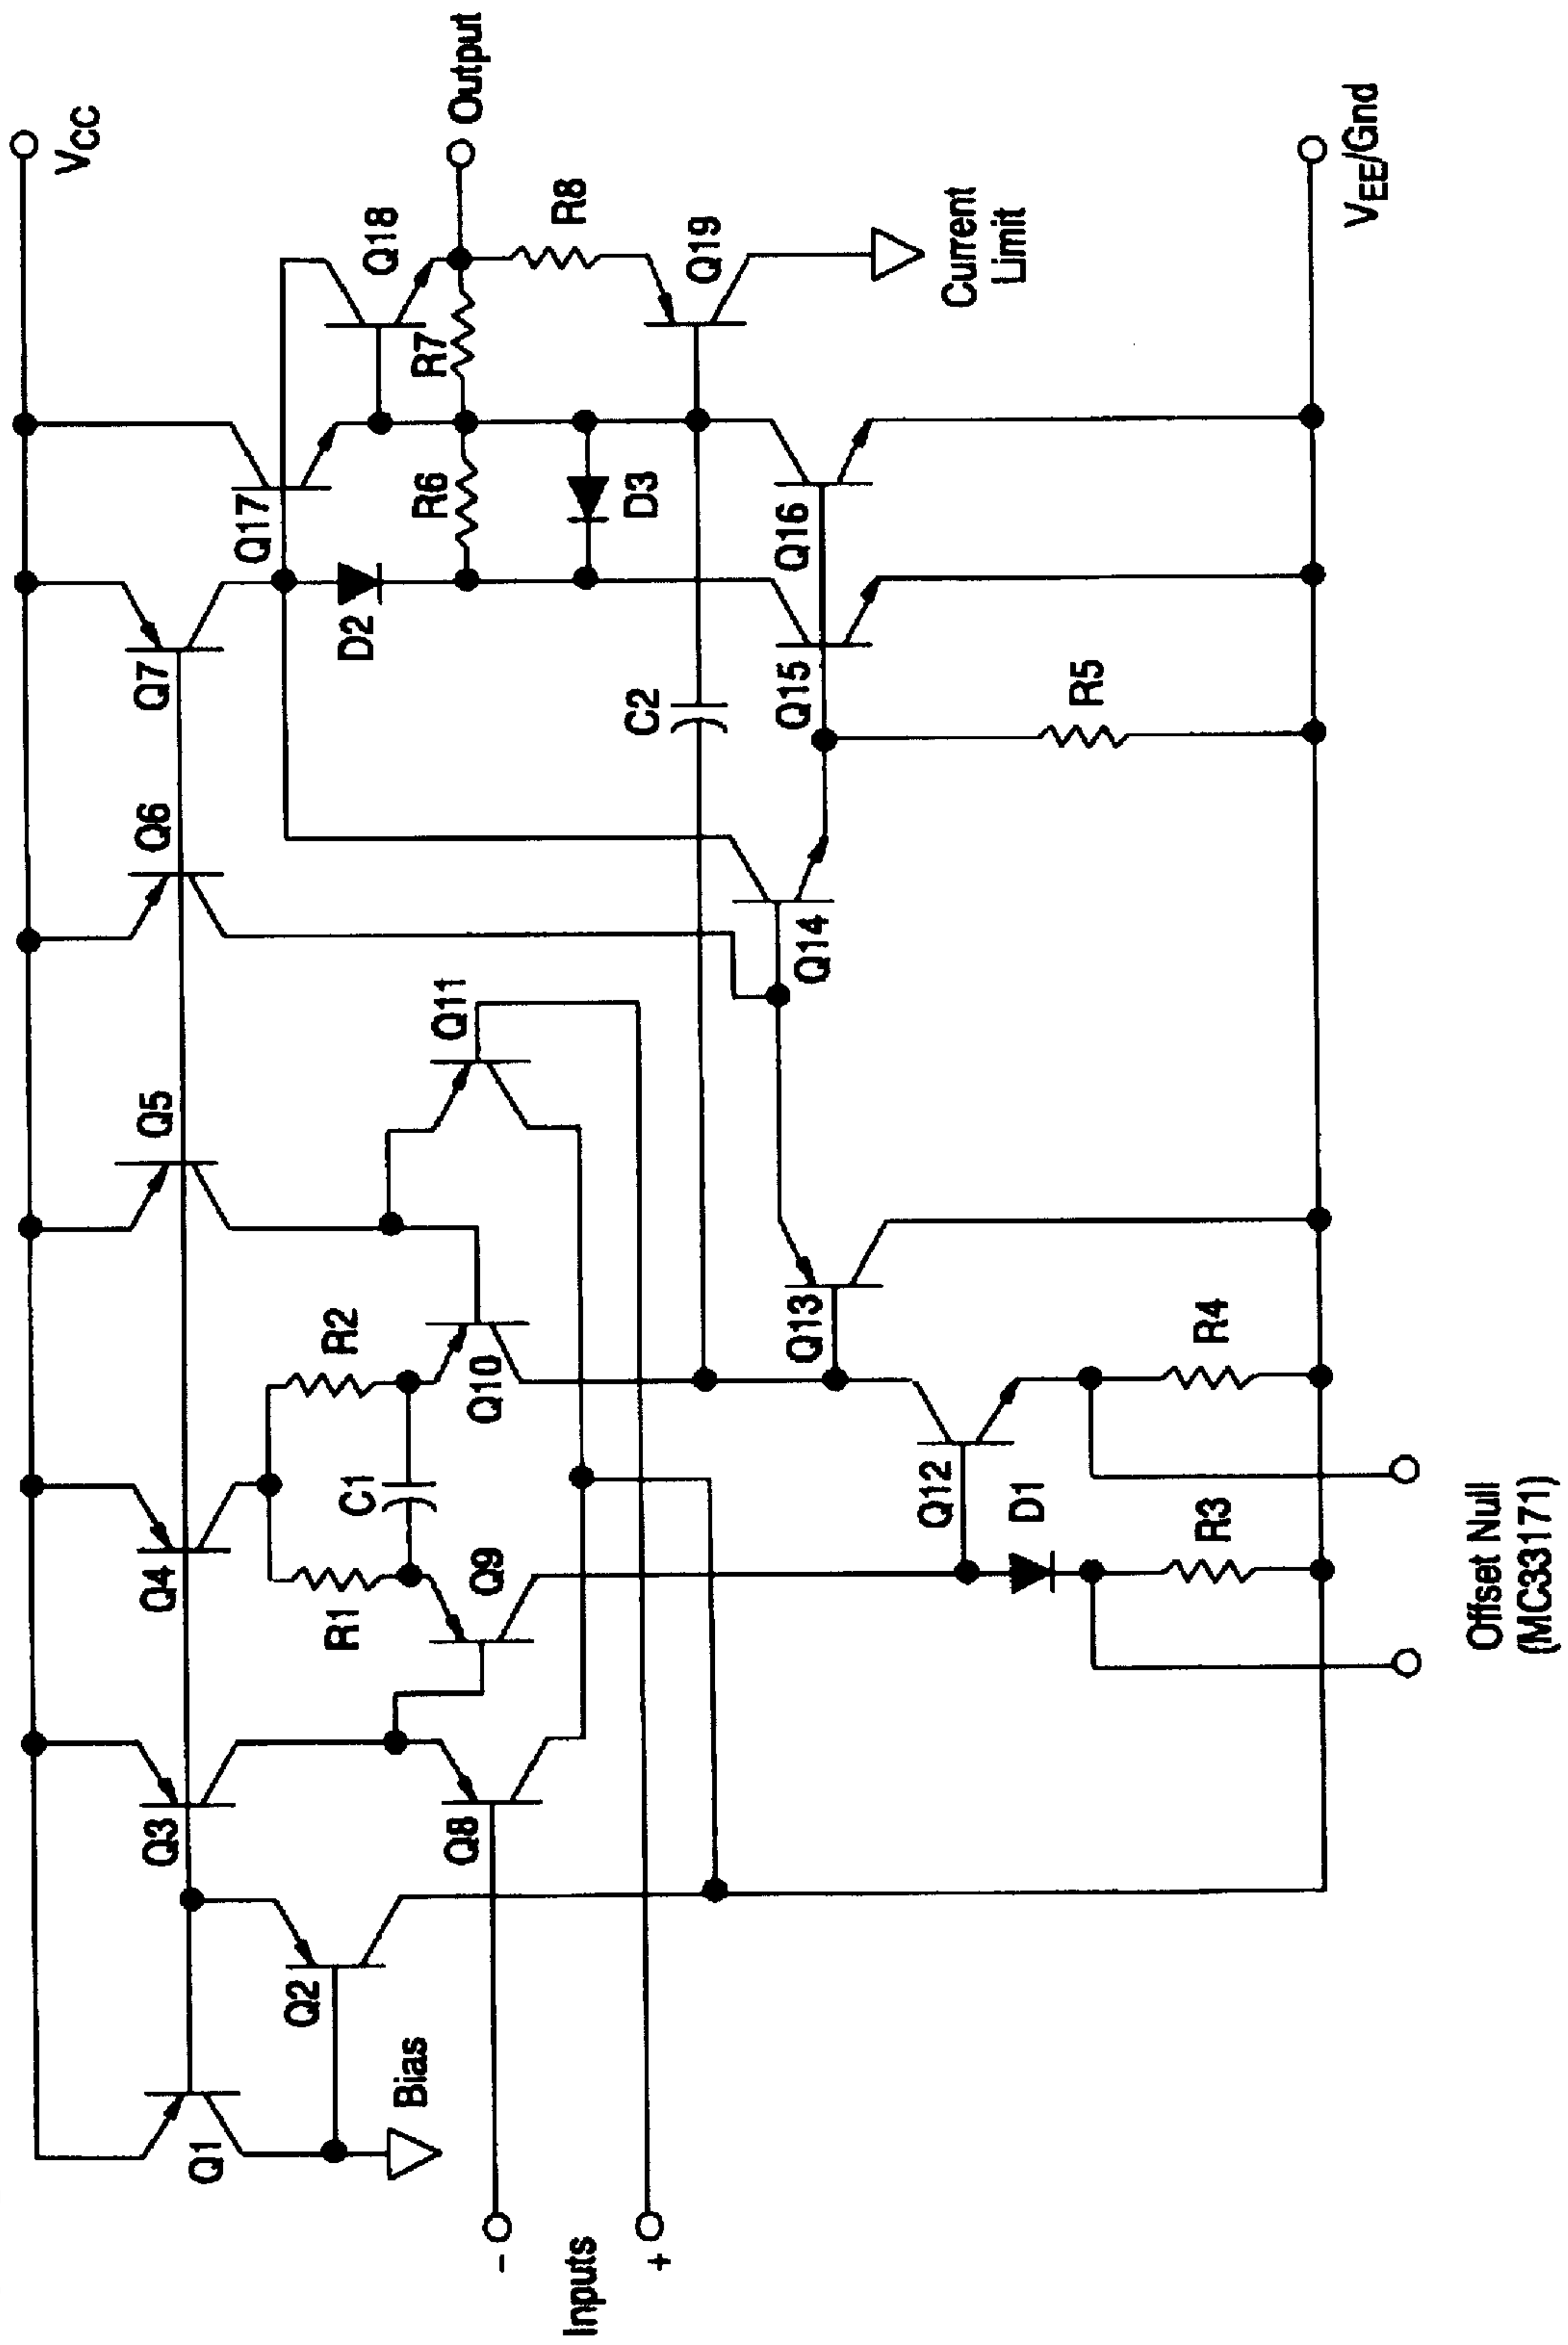 VCC
Q3
Q4
Q5
Q6
Q7
Q17
Q1
Q2
Bias
R1
R2
C1
Q8
Q9
Q10
Q11
D2
R6
R7
Q18
Output
R8
D3
C2
Q19
Current
Limit
-
Inputs
+
Q12
Q13
Q14
Q15
Q16
D1
R3
R4
R5
VEE/Gnd
Offset Null
(MC33171)